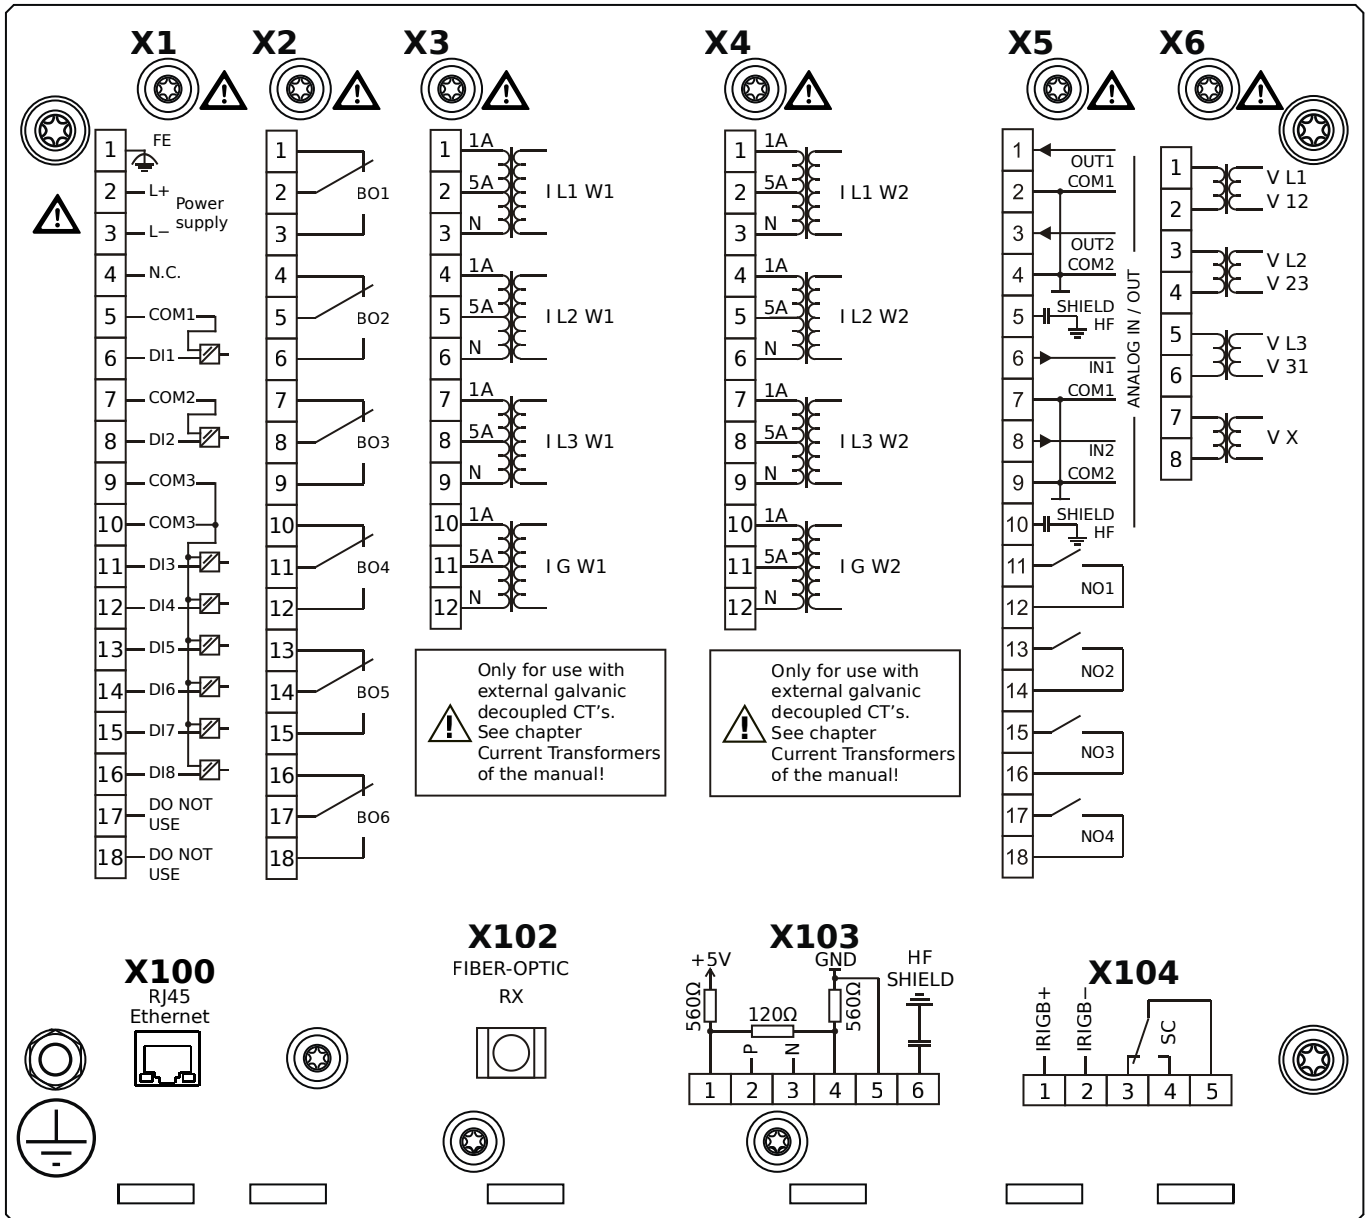 X1 X2 X3 X4 X5 X6
1 FE
2 L+ Power
supply
3 L−
4 N.C.
5 COM1
6 DI1
7 COM2
8 DI2
9 COM3
10 COM3
11 DI3
12 DI4
13 DI5
14 DI6
15 DI7
16 DI8
17 DO NOT
USE
18 DO NOT
USE
1
2 BO1
3
4
5 BO2
6
7
8 BO3
9
10
11 BO4
12
13
14 BO5
15
16
17 BO6
18
1 1A
2 5A I L1 W1
3 N
4 1A
5 5A I L2 W1
6 N
7 1A
8 5A I L3 W1
9 N
10 1A
11 5A I G W1
12 N
Only for use with
external galvanic
decoupled CT's.
See chapter
Current Transformers
of the manual!
1 1A
2 5A I L1 W2
3 N
4 1A
5 5A I L2 W2
6 N
7 1A
8 5A I L3 W2
9 N
10 1A
11 5A I G W2
12 N
Only for use with
external galvanic
decoupled CT's.
See chapter
Current Transformers
of the manual!
1 OUT1
2 COM1
3 OUT2
4 COM2
5 SHIELD
HF
6 IN1
7 COM1
8 IN2
9 COM2
10 SHIELD
HF
ANALOG IN / OUT
11
NO1
12
13
NO2
14
15
NO3
16
17
NO4
18
1 V L1
2 V 12
3 V L2
4 V 23
5 V L3
6 V 31
7 V X
8
X100
RJ45
Ethernet
X102
FIBER-OPTIC
RX
X103
+5V GND HF
SHIELD
560Ω 120Ω 560Ω
P N
1 2 3 4 5 6
X104
IRIGB+ IRIGB− SC
1 2 3 4 5